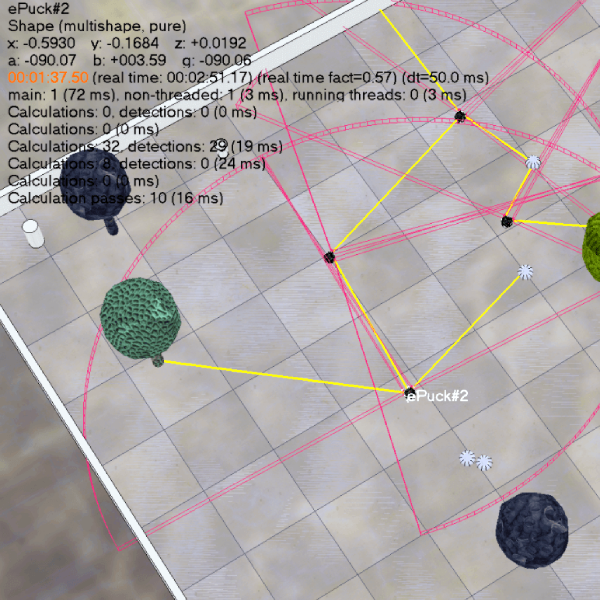 ePuck#2
Shape (multishape, pure)
x: -0.5930 y: -0.1684 z: +0.0192
a: -090.07 b: +003.59 g: -090.06
00:01:37.50 (real time: 00:02:51.17) (real time fact=0.57) (dt=50.0 ms)
main: 1 (72 ms), non-threaded: 1 (3 ms), running threads: 0 (3 ms)
Calculations: 0, detections: 0 (0 ms)
Calculations: 0 (0 ms)
Calculations: 32, detections: 29 (19 ms)
Calculations: 8, detections: 0 (24 ms)
Calculations: 0 (0 ms)
Calculation passes: 10 (16 ms)
ePuck#2